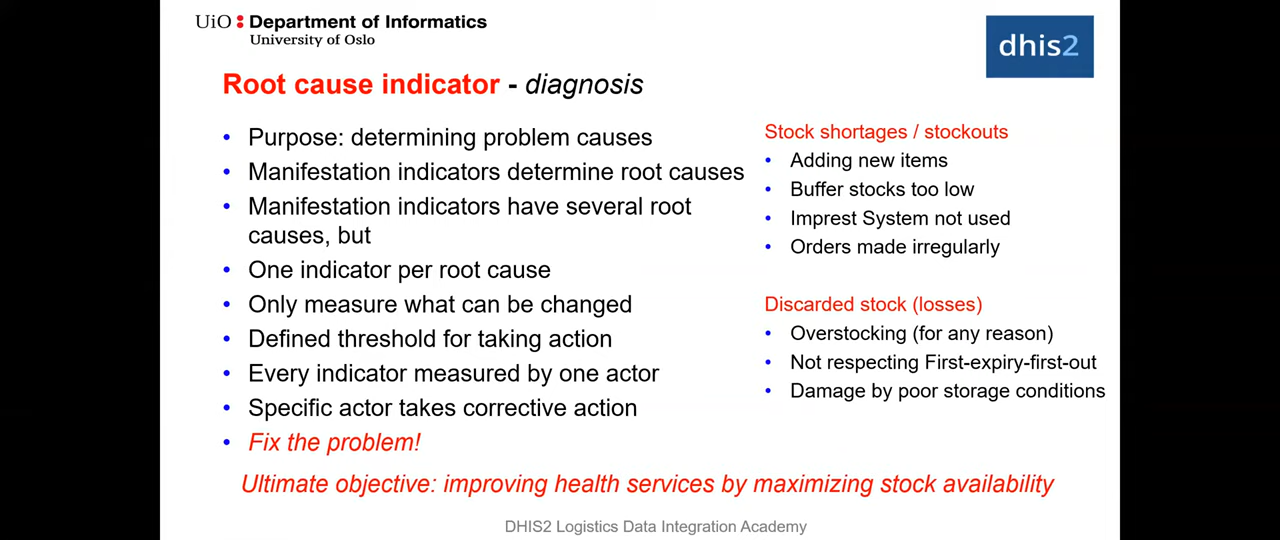 UiO: Department of Informatics
University of Oslo
dhis2
Root cause indicator - diagnosis
• Purpose: determining problem causes
• Manifestation indicators determine root causes
• Manifestation indicators have several root
causes, but
• One indicator per root cause
• Only measure what can be changed
• Defined threshold for taking action
• Every indicator measured by one actor
• Specific actor takes corrective action
• Fix the problem!
Stock shortages / stockouts
• Adding new items
• Buffer stocks too low
• Imprest System not used
• Orders made irregularly
Discarded stock (losses)
• Overstocking (for any reason)
• Not respecting First-expiry-first-out
• Damage by poor storage conditions
Ultimate objective: improving health services by maximizing stock availability
DHIS2 Logistics Data Integration Academy